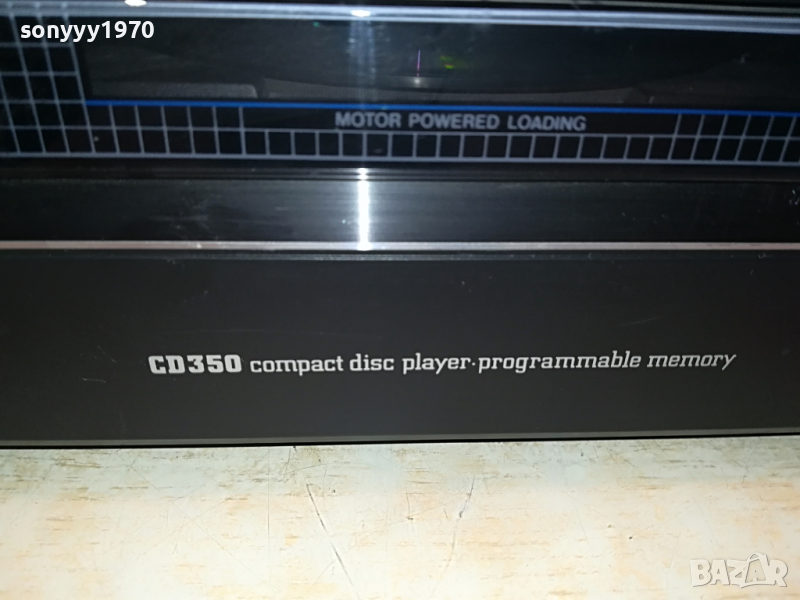 sonyyy1970
MOTOR POWERED LOADING
CD350 compact disc player·programmable memory
BAZAR